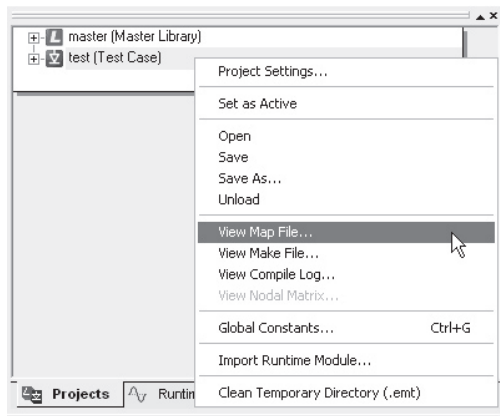 master (Master Library)
test (Test Case)
Project Settings...
Set as Active
Open
Save
Save As...
Unload
View Map File...
View Make File...
View Compile Log...
View Nodal Matrix...
Global Constants... Ctrl+G
Import Runtime Module...
Clean Temporary Directory (.emt)
Projects
Runtin